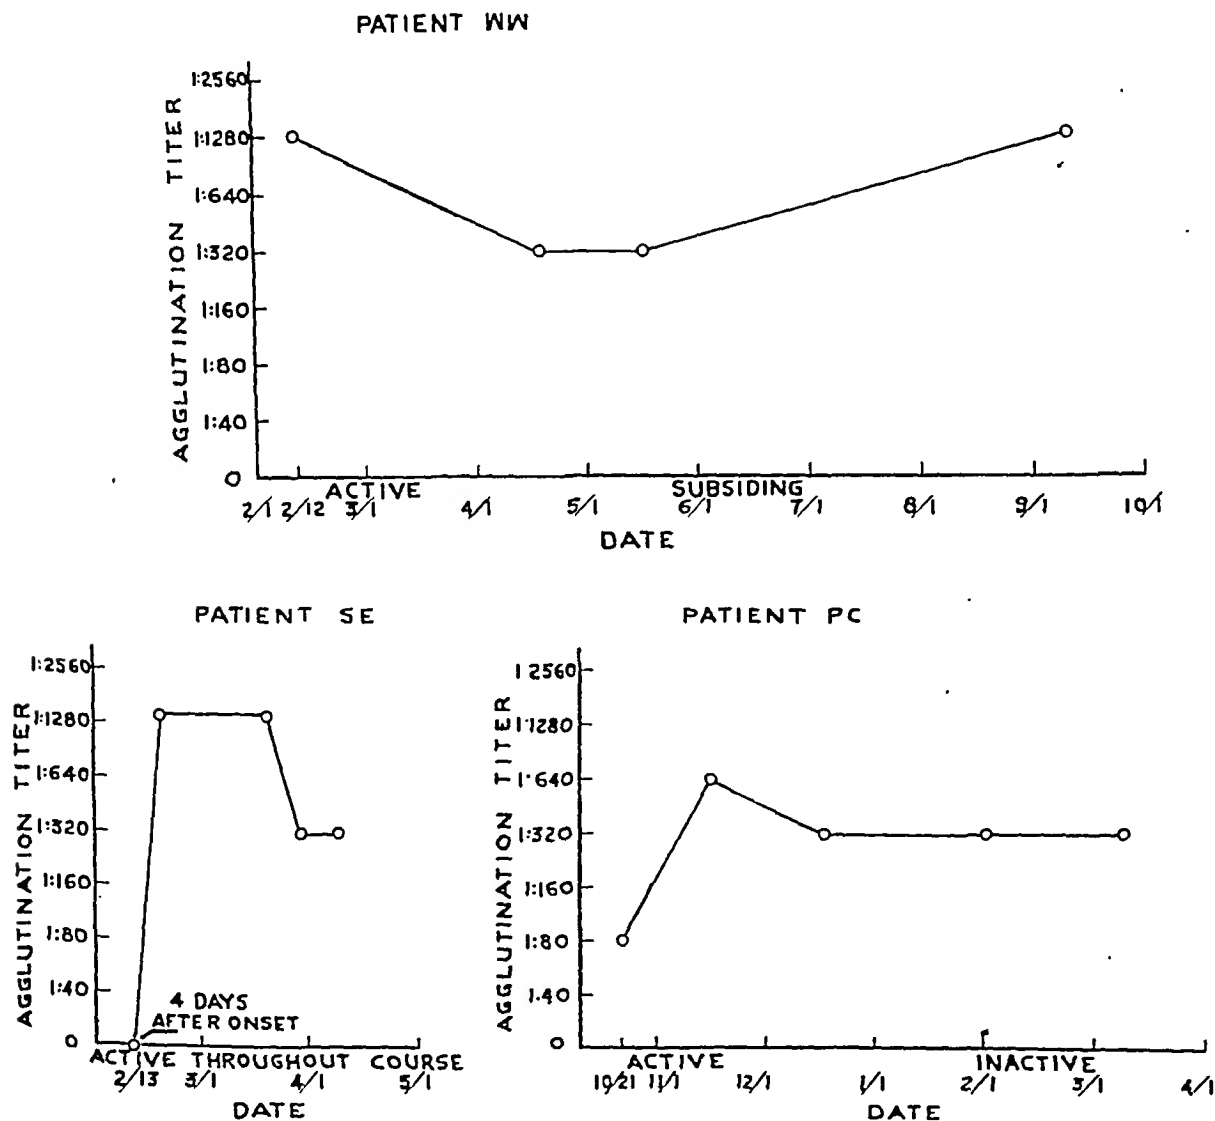 PATIENT WW
AGGLUTINATION TITER
1:2560
1:1280
1:640
1:320
1:160
1:80
1:40
0
ACTIVE SUBSIDING
2/1 2/12 3/1 4/1 5/1 6/1 7/1 8/1 9/1 10/1
DATE
PATIENT SE
AGGLUTINATION TITER
1:2560
1:1280
1:640
1:320
1:160
1:80
1:40
0
4 DAYS
AFTER ONSET
ACTIVE THROUGHOUT COURSE
2/13 3/1 4/1 5/1
DATE
PATIENT PC
AGGLUTINATION TITER
1 2560
1:1280
1:640
1:320
1:160
1:80
1:40
0
ACTIVE INACTIVE
10/21 11/1 12/1 1/1 2/1 3/1 4/1
DATE